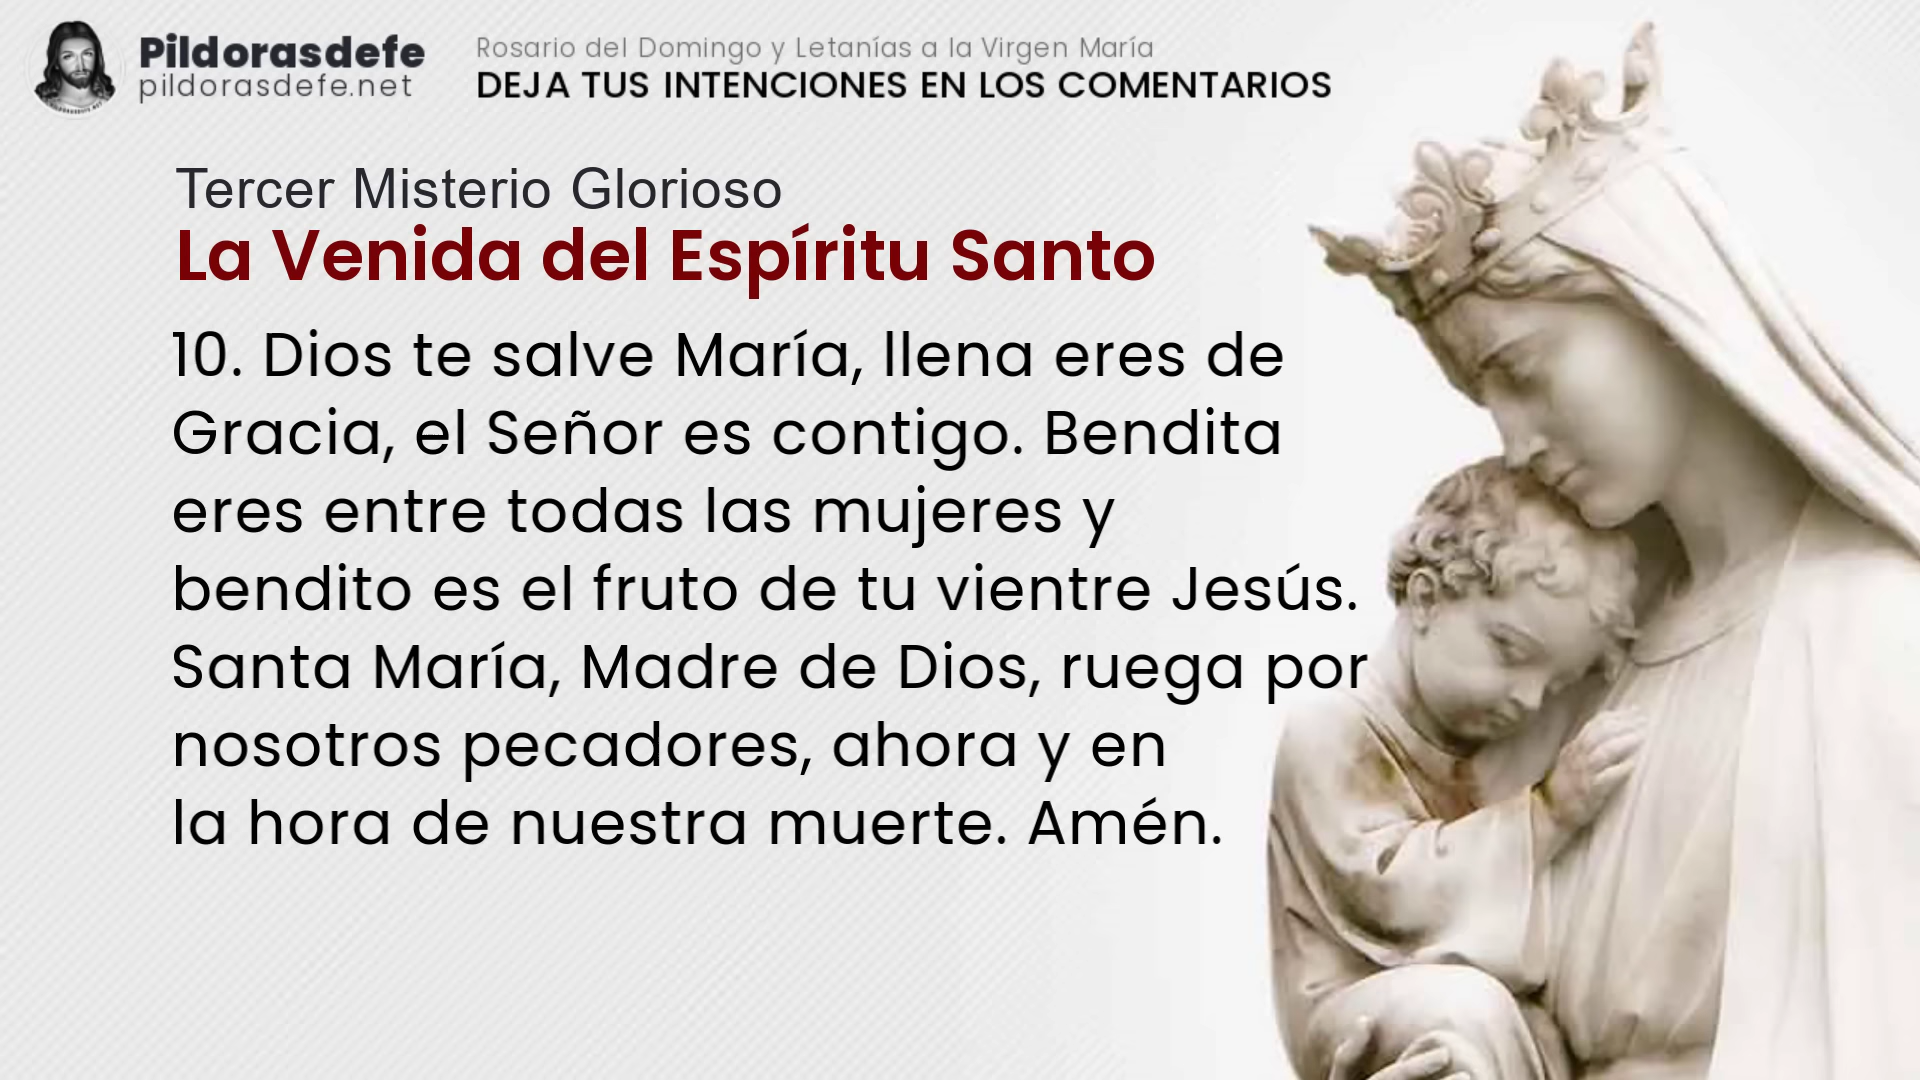 Pildorasdefe
pildorasdefe.net
Rosario del Domingo y Letanías a la Virgen María
DEJA TUS INTENCIONES EN LOS COMENTARIOS
Tercer Misterio Glorioso
La Venida del Espíritu Santo
10. Dios te salve María, llena eres de
Gracia, el Señor es contigo. Bendita
eres entre todas las mujeres y
bendito es el fruto de tu vientre Jesús.
Santa María, Madre de Dios, ruega por
nosotros pecadores, ahora y en
la hora de nuestra muerte. Amén.